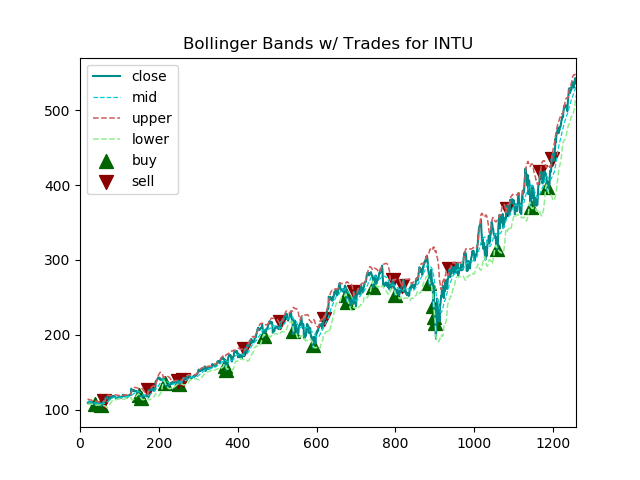 Bollinger Bands w/ Trades for INTU
close
mid
upper
lower
buy
sell
500
400
300
200
100
0 200 400 600 800 1000 1200